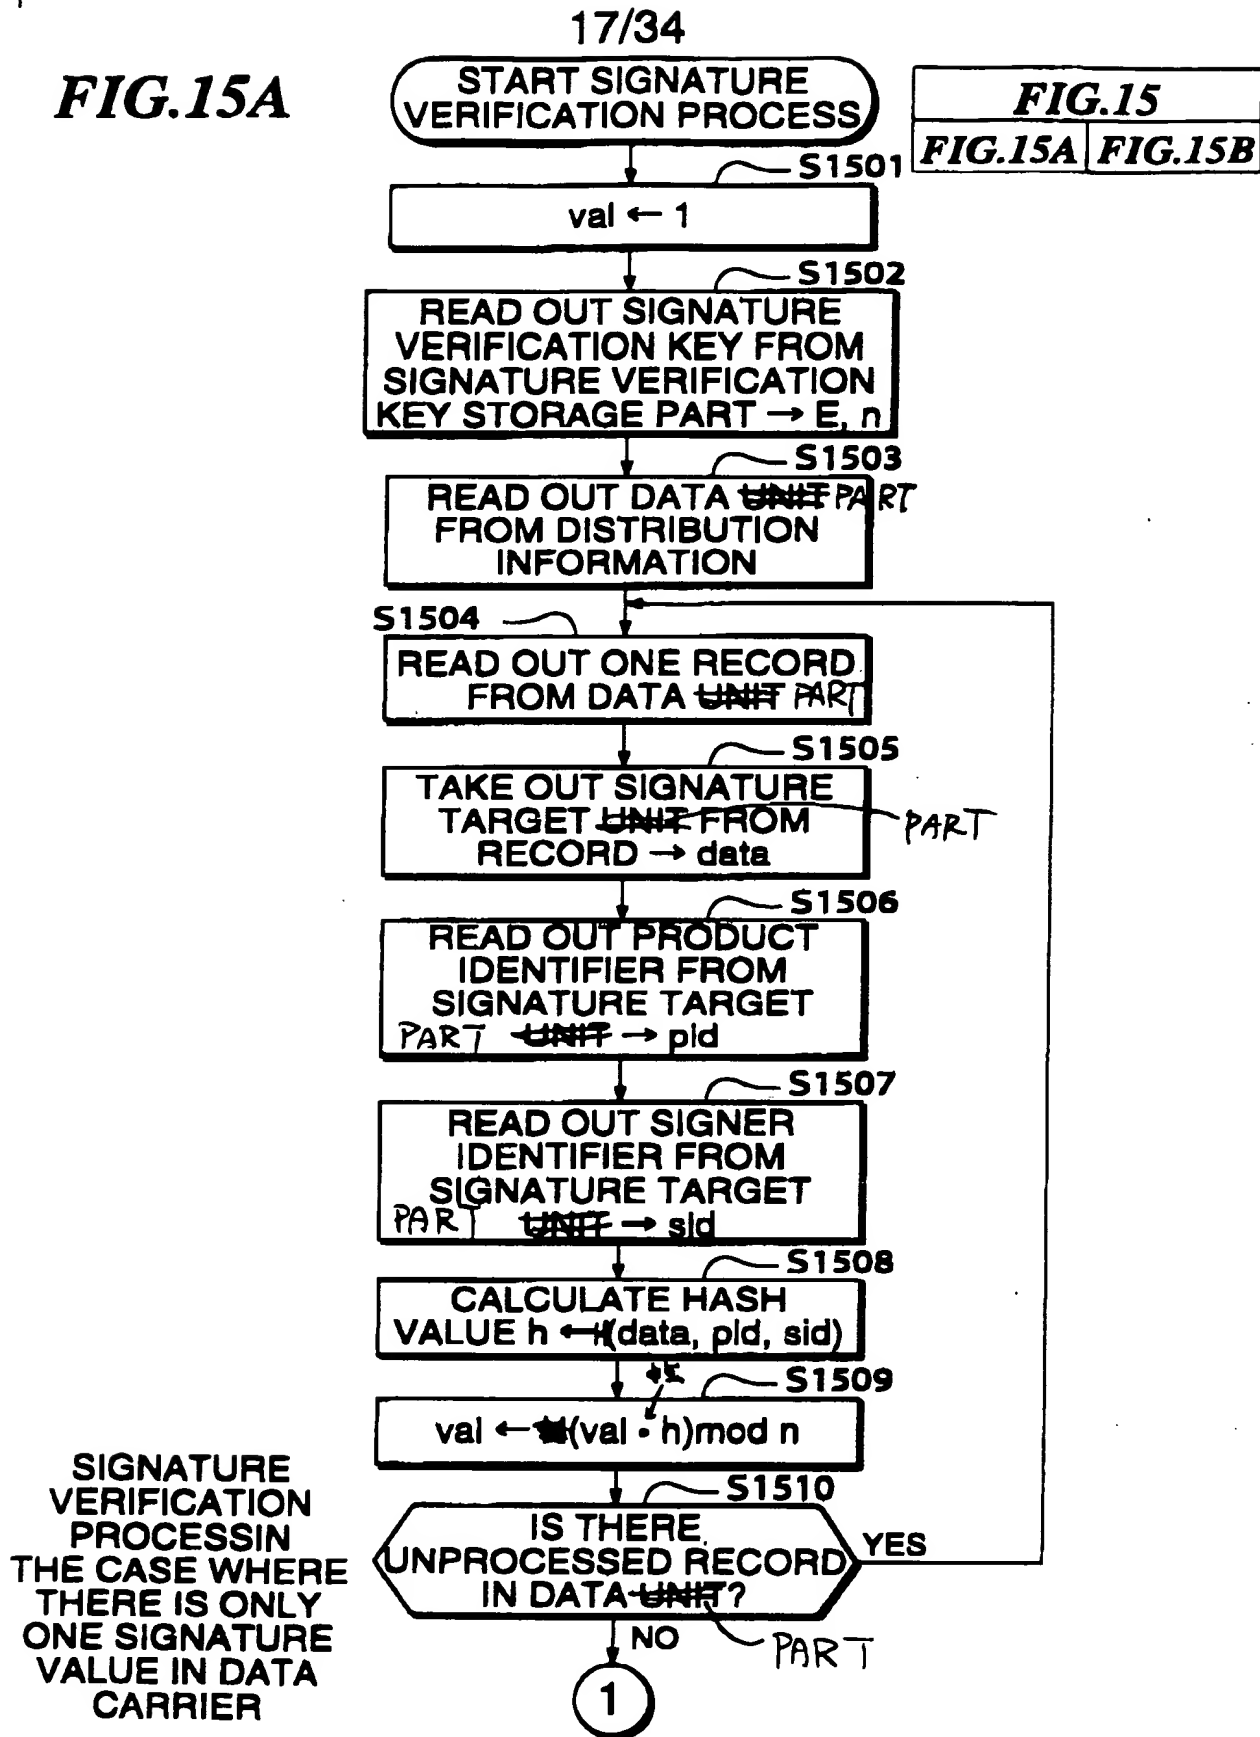 17/34
FIG.15A
FIG.15
FIG.15A FIG.15B
START SIGNATURE
VERIFICATION PROCESS
S1501
val ← 1
S1502
READ OUT SIGNATURE
VERIFICATION KEY FROM
SIGNATURE VERIFICATION
KEY STORAGE PART → E, n
S1503
READ OUT DATA UNIT PART
FROM DISTRIBUTION
INFORMATION
S1504
READ OUT ONE RECORD
FROM DATA UNIT PART
S1505
TAKE OUT SIGNATURE
TARGET UNIT FROM
PART
RECORD → data
S1506
READ OUT PRODUCT
IDENTIFIER FROM
SIGNATURE TARGET
PART UNIT → pid
S1507
READ OUT SIGNER
IDENTIFIER FROM
SIGNATURE TARGET
PART UNIT → sid
S1508
CALCULATE HASH
VALUE h ← H(data, pid, sid)
S1509
val ← (val • h)mod n
S1510
IS THERE
UNPROCESSED RECORD
IN DATA UNIT?
YES
NO
PART
1
SIGNATURE
VERIFICATION
PROCESSIN
THE CASE WHERE
THERE IS ONLY
ONE SIGNATURE
VALUE IN DATA
CARRIER